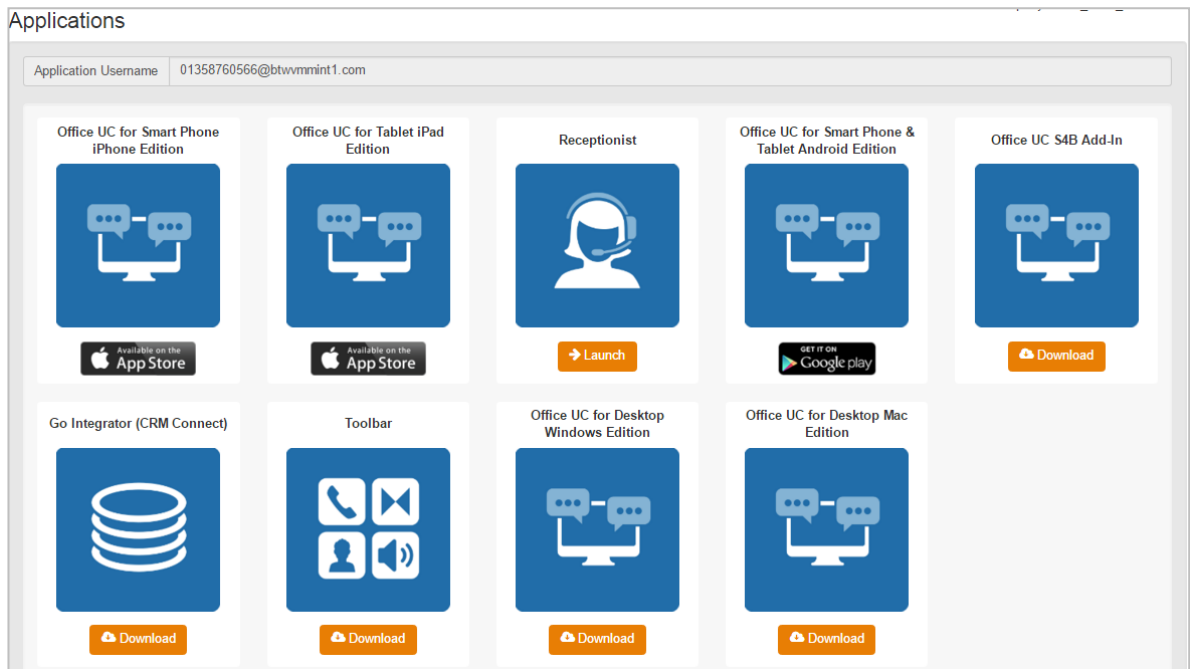 Applications
Application Username 01358760566@btwvmmint1.com
Office UC for Smart Phone
iPhone Edition
Office UC for Tablet iPad
Edition
Receptionist
Office UC for Smart Phone &
Tablet Android Edition
Office UC S4B Add-In
Available on the
App Store
Available on the
App Store
Launch
GET IT ON
Google play
Download
Go Integrator (CRM Connect)
Toolbar
Office UC for Desktop
Windows Edition
Office UC for Desktop Mac
Edition
Download
Download
Download
Download